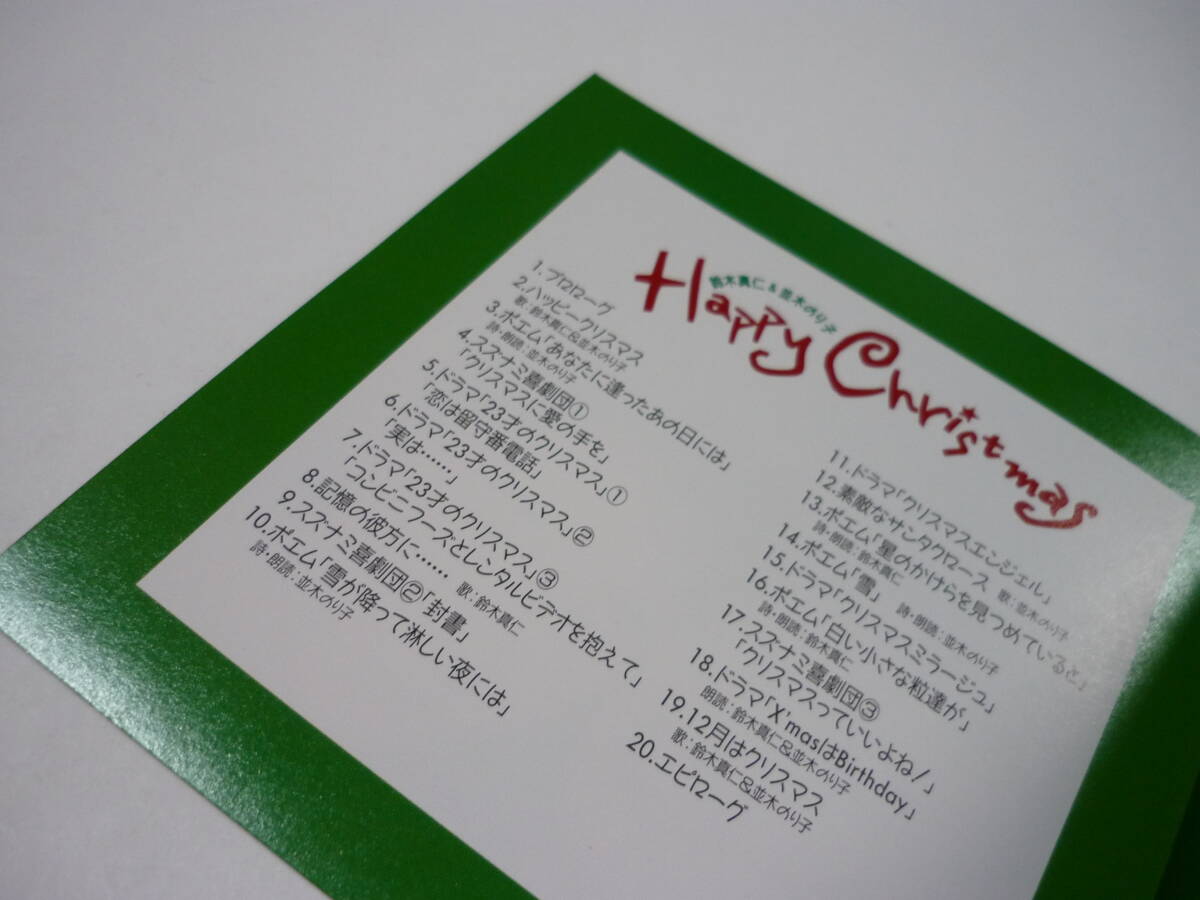 鈴木真仁&並木のり子
Happy Christmas
1.プロローグ
2.ハッピークリスマス
歌:鈴木真仁&並木のり子
3.ポエム「あなたに逢ったあの日には」
詩・朗読:並木のり子
4.スズナミ喜劇団①
「クリスマスに愛の手を」
5.ドラマ「23才のクリスマス」①
「恋は留守番電話」
6.ドラマ「23才のクリスマス」②
「実は……」
7.ドラマ「23才のクリスマス」③
「コンビニフーズとレンタルビデオを抱えて」
8.記憶の彼方に…… 歌:鈴木真仁
9.スズナミ喜劇団②「封書」
10.ポエム「雪が降って淋しい夜には」
詩・朗読:並木のり子
11.ドラマ「クリスマスエンジェル」
12.素敵なサンタクロース 歌:並木のり子
13.ポエム「星のかけらを見つめていると」
詩・朗読:鈴木真仁
14.ポエム「雪」 詩・朗読:並木のり子
15.ドラマ「クリスマスミラージュ」
16.ポエム「白い小さな粒達が」
詩・朗読:鈴木真仁
17.スズナミ喜劇団③
「クリスマスっていいよね!」
18.ドラマ「X'masはBirthday」
朗読:鈴木真仁&並木のり子
19.12月はクリスマス
歌:鈴木真仁&並木のり子
20.エピローグ